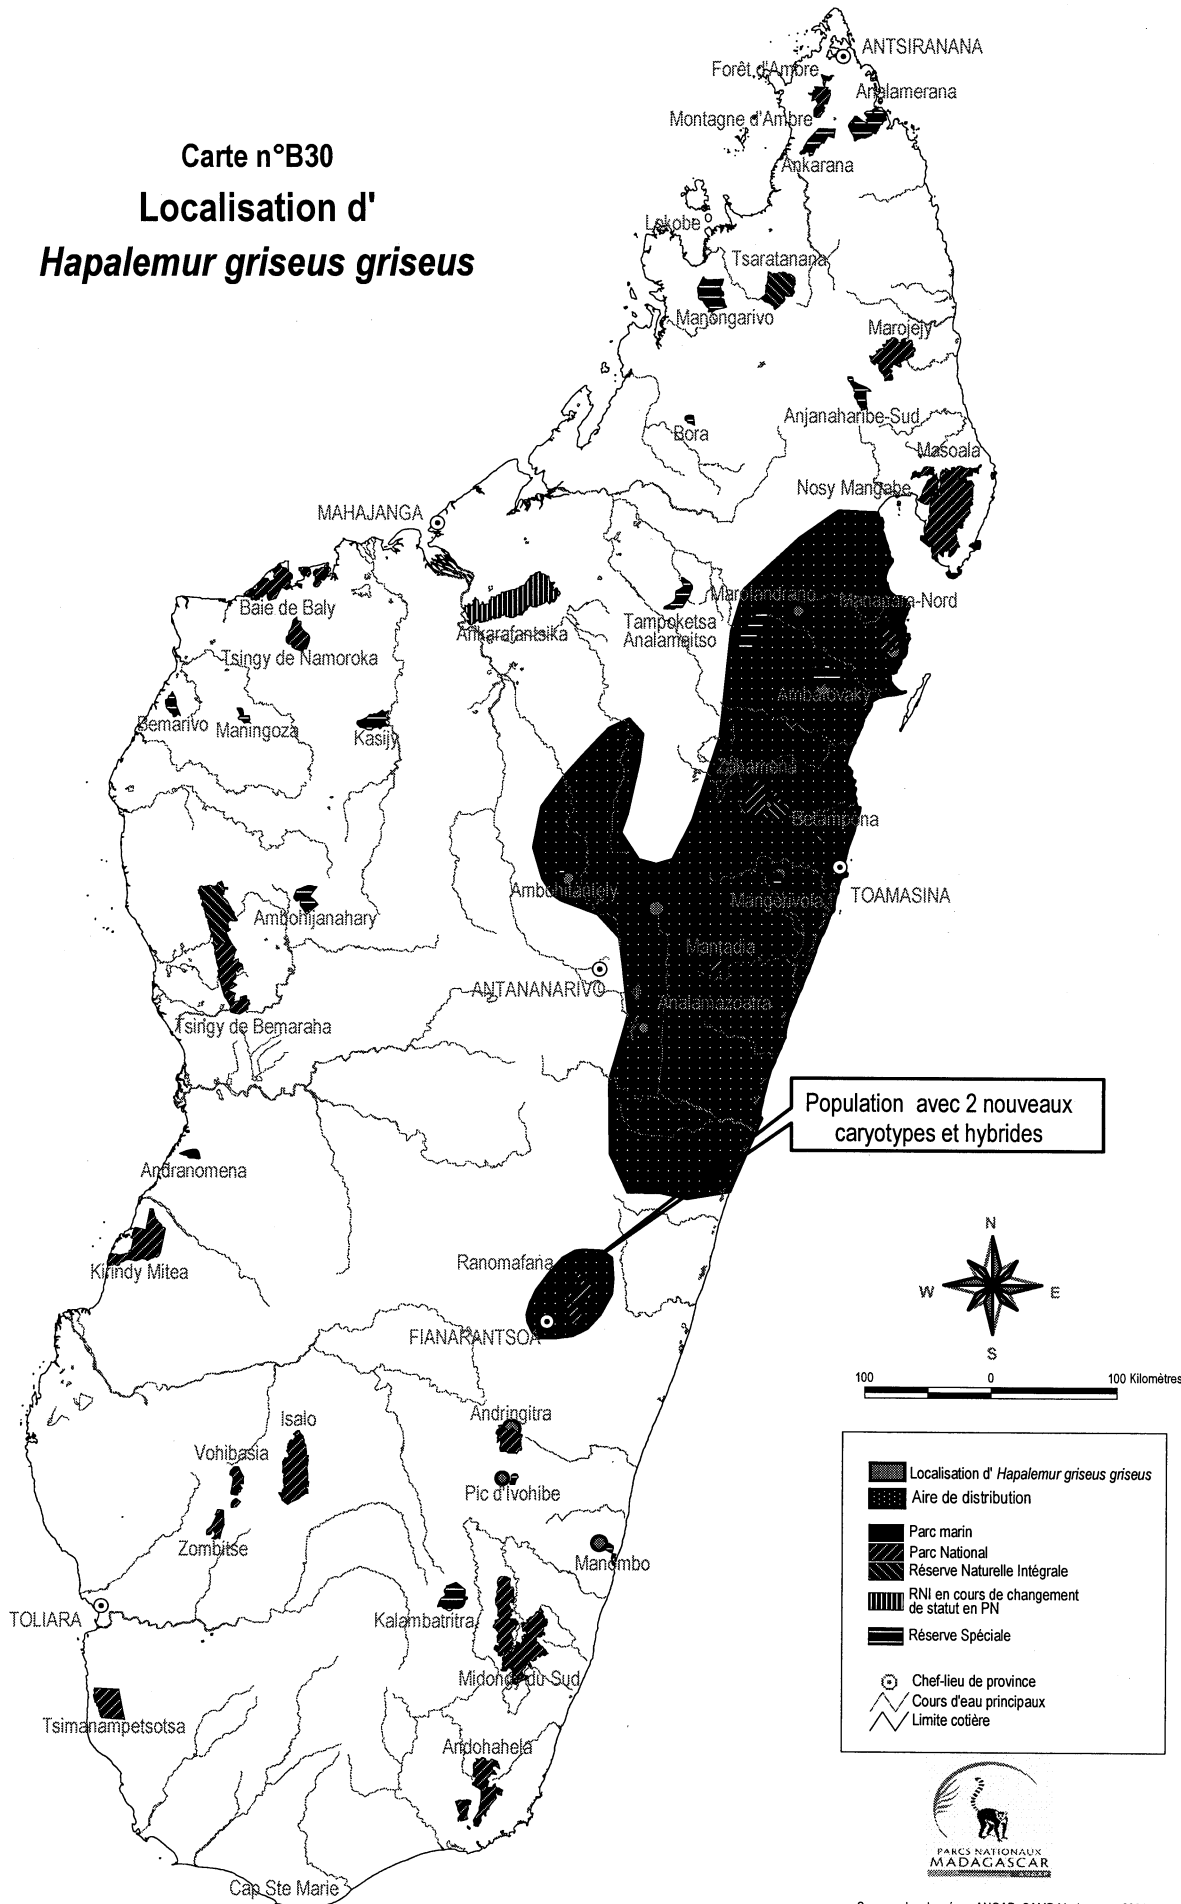 Carte n°B30
Localisation d'
Hapalemur griseus griseus
ANTSIRANANA
Forêt d'Ambre
Analamerana
Montagne d'Ambre
Ankarana
Lokobe
Tsaratanana
Manongarivo
Marojejy
Anjanaharibe-Sud
Bora
Masoala
Nosy Mangabe
MAHAJANGA
Baie de Baly
Ankarafantsika
Tampoketsa
Analamaitso
Marotandrano
Mananara-Nord
Tsingy de Namoroka
Bemarivo
Maningoza
Kasijy
Ambatovaky
Zahamena
Betampona
Ambohitantely
Mangerivola
TOAMASINA
Ambohijanahary
Mantadia
ANTANANARIVO
Analamazoatra
Tsingy de Bemaraha
Population avec 2 nouveaux
caryotypes et hybrides
Andranomena
Kirindy Mitea
Ranomafana
FIANARANTSOA
N
W
E
S
100
0
100 Kilomètres
Andringitra
Isalo
Vohibasia
Pic d'Ivohibe
Zombitse
Manombo
TOLIARA
Kalambatritra
Midongy du Sud
Tsimanampetsotsa
Andohahela
Cap Ste Marie
Localisation d' Hapalemur griseus griseus
Aire de distribution
Parc marin
Parc National
Réserve Naturelle Intégrale
RNI en cours de changement
de statut en PN
Réserve Spéciale
Chef-lieu de province
Cours d'eau principaux
Limite cotière
PARCS NATIONAUX
MADAGASCAR